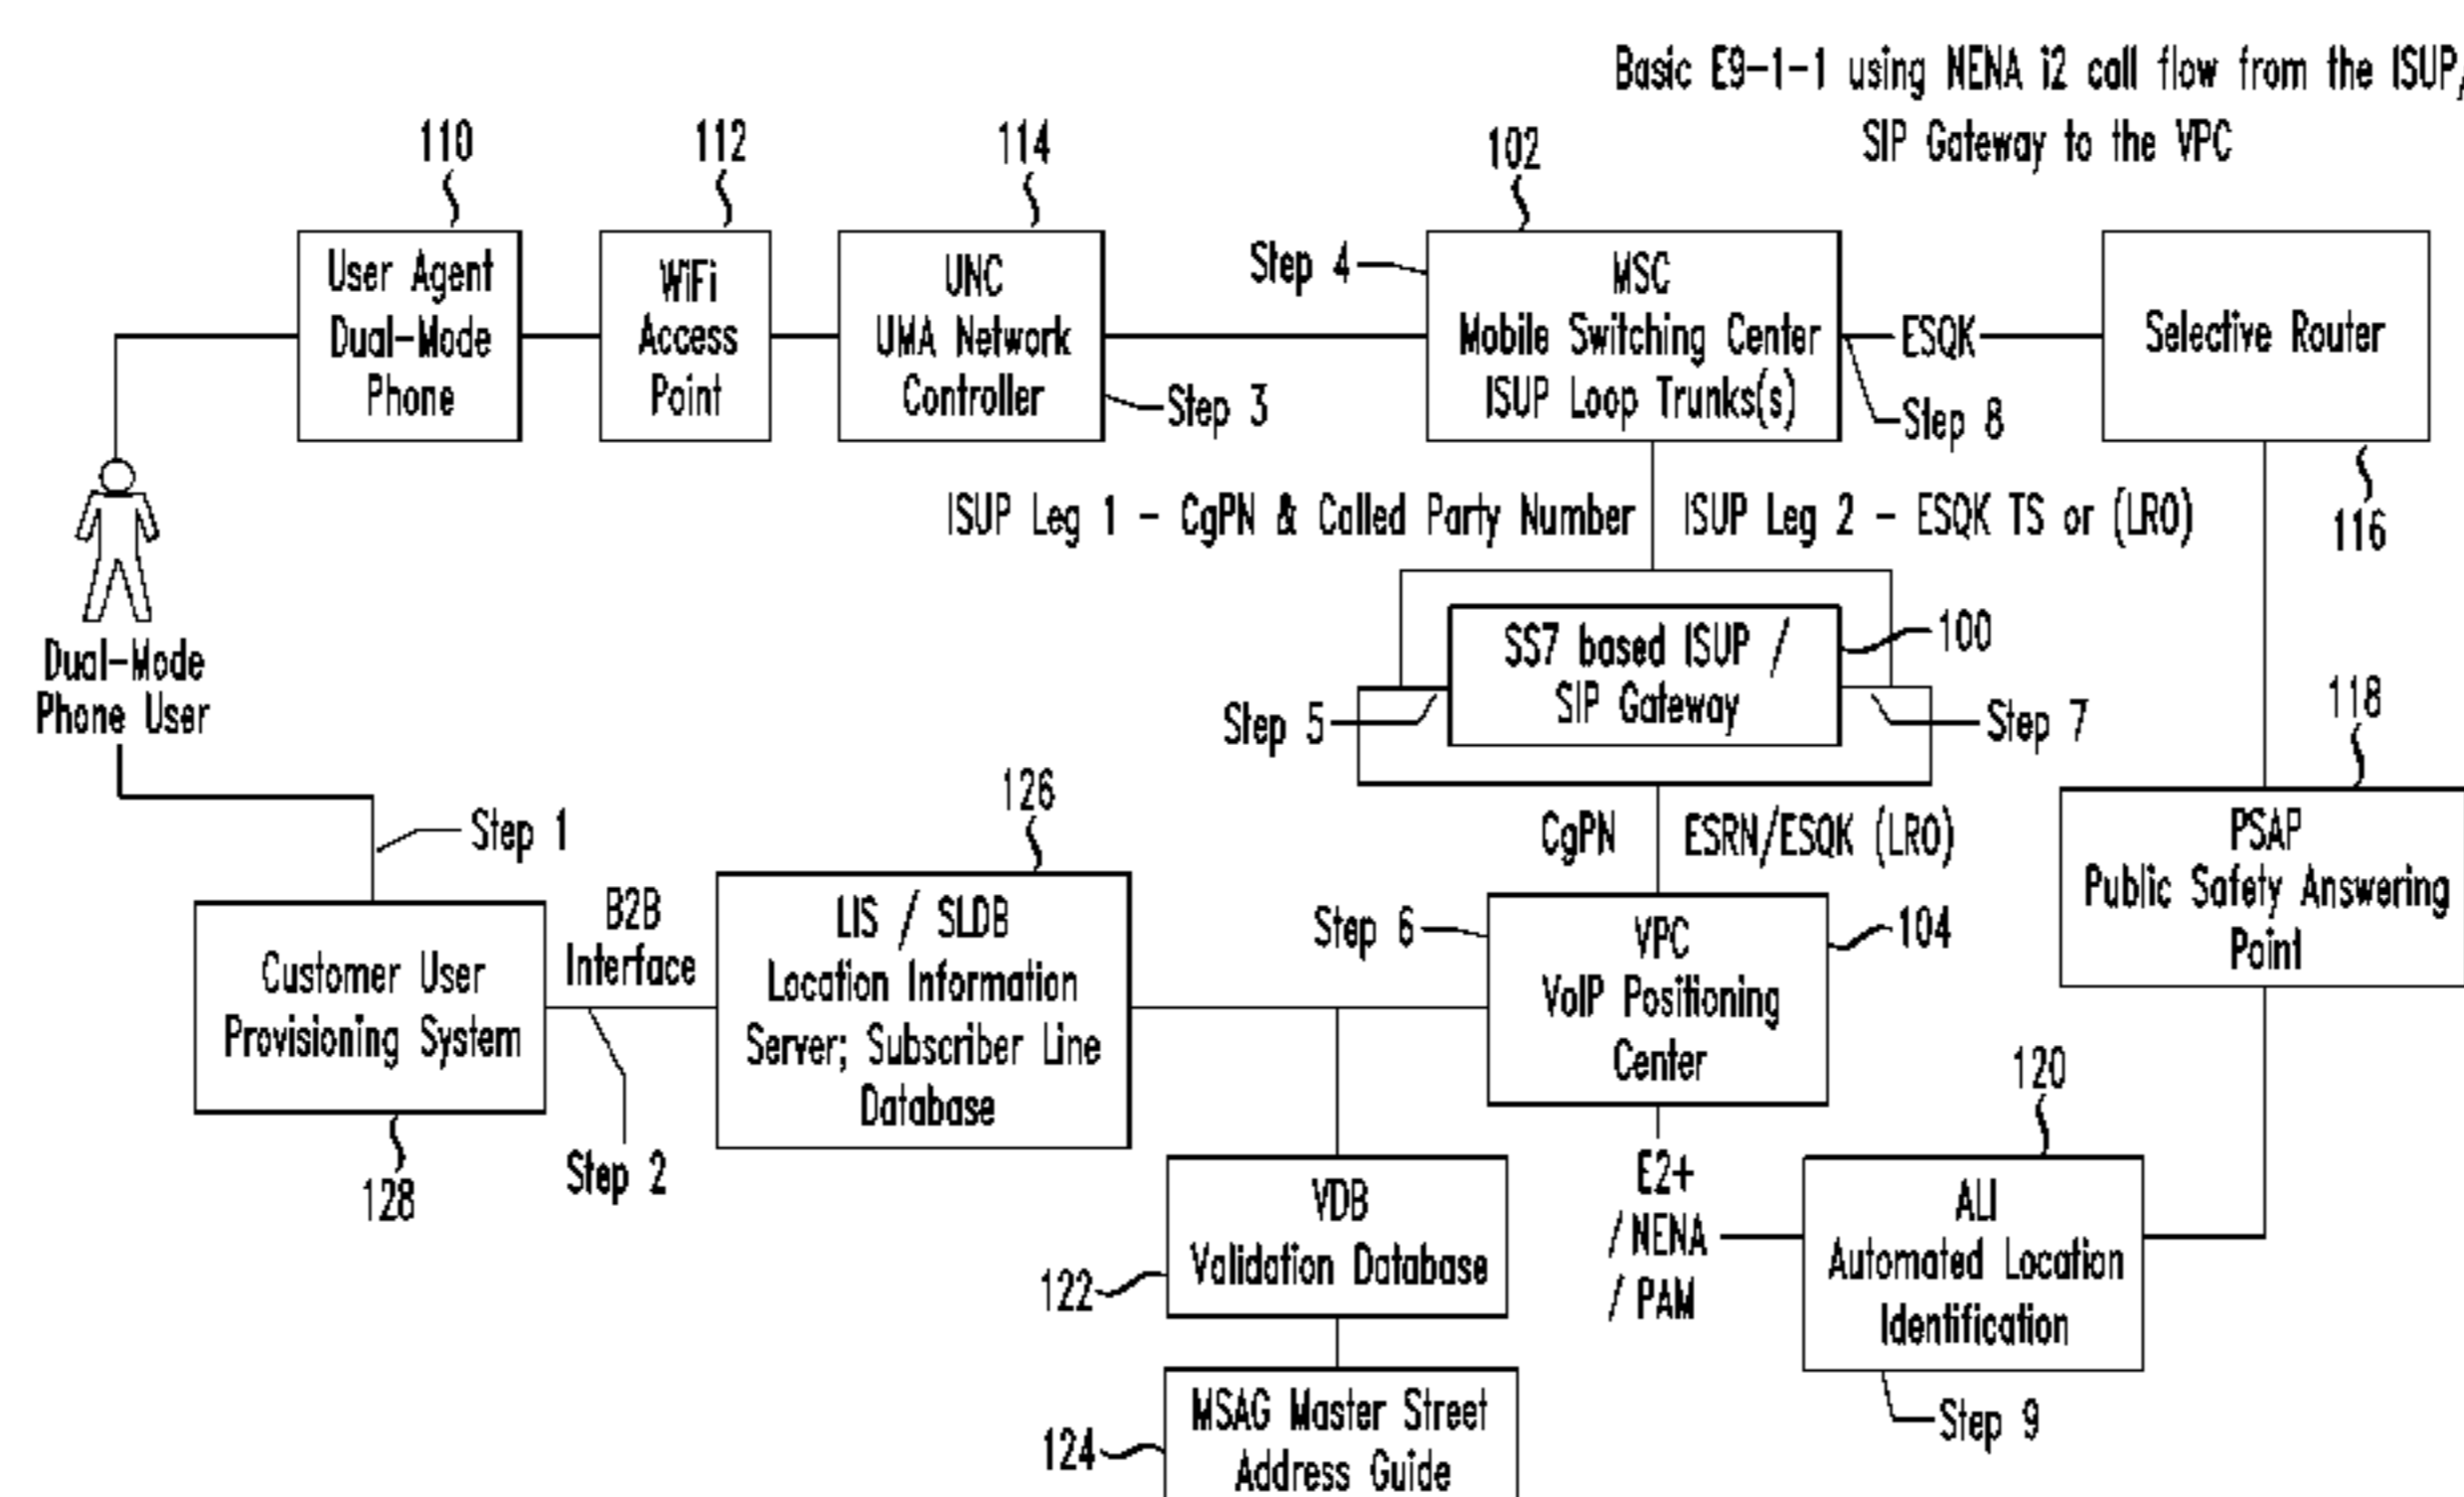 Basic E9-1-1 using NENA i2 call flow from the ISUP,
SIP Gateway to the VPC
110
112
114
102
User Agent
Dual-Mode
Phone
WiFi
Access
Point
UNC
UMA Network
Controller
Step 3
Step 4
MSC
Mobile Switching Center
ISUP Loop Trunks(s)
ESQK
Step 8
Selective Router
116
Dual-Mode
Phone User
ISUP Leg 1 - CgPN & Called Party Number
ISUP Leg 2 - ESQK TS or (LRO)
SS7 based ISUP /
SIP Gateway
100
Step 5
Step 7
118
PSAP
Public Safety Answering
Point
Step 1
126
CgPN
ESRN/ESQK (LRO)
Customer User
Provisioning System
128
B2B
Interface
Step 2
LIS / SLDB
Location Information
Server; Subscriber Line
Database
Step 6
VPC
VoIP Positioning
Center
104
E2+
/ NENA
/ PAM
120
ALI
Automated Location
Identification
Step 9
VDB
Validation Database
122
MSAG Master Street
Address Guide
124